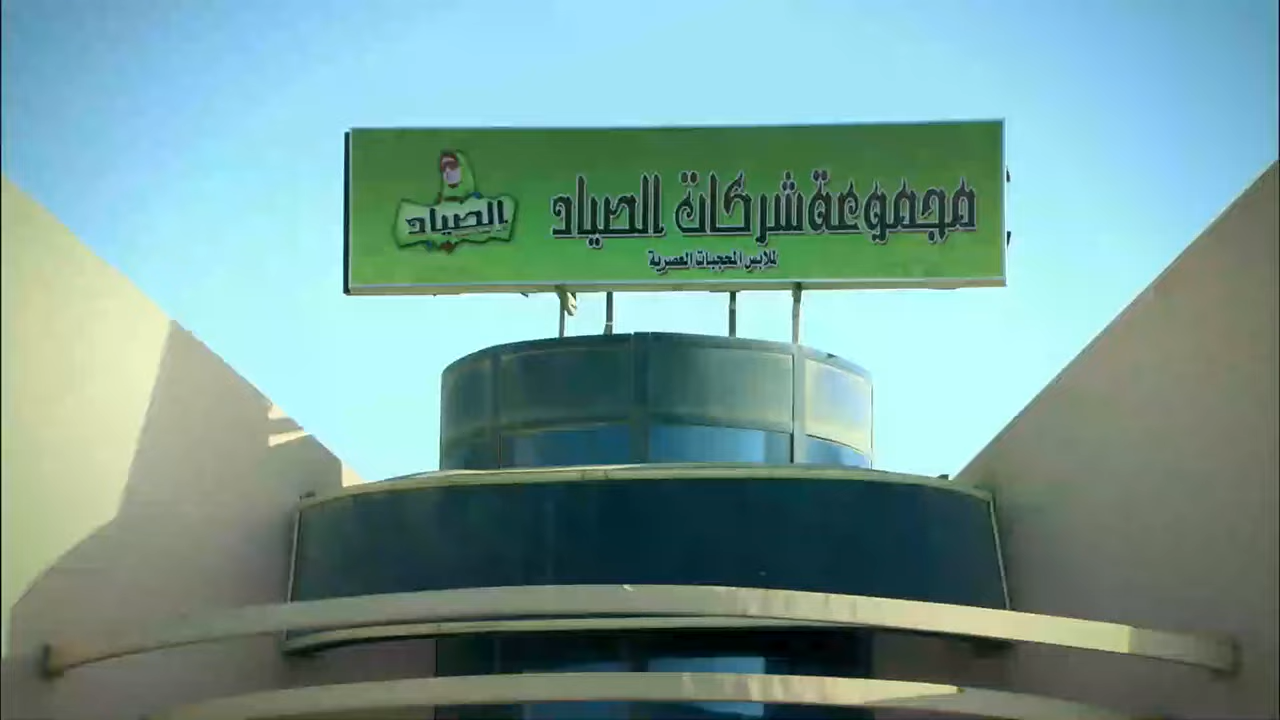 مجموعة شركات الصياد
لملابس المحجبات العصرية
الصياد